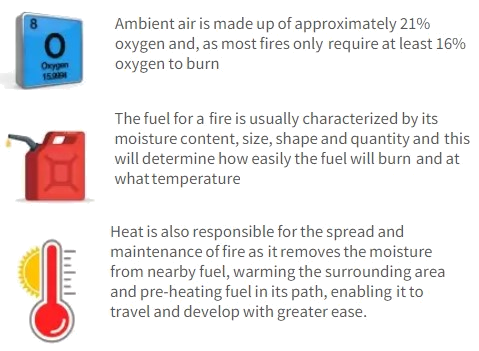 8
O
Oxygen
15.9994
Ambient air is made up of approximately 21%
oxygen and, as most fires only require at least 16%
oxygen to burn
The fuel for a fire is usually characterized by its
moisture content, size, shape and quantity and this
will determine how easily the fuel will burn and at
what temperature
Heat is also responsible for the spread and
maintenance of fire as it removes the moisture
from nearby fuel, warming the surrounding area
and pre-heating fuel in its path, enabling it to
travel and develop with greater ease.